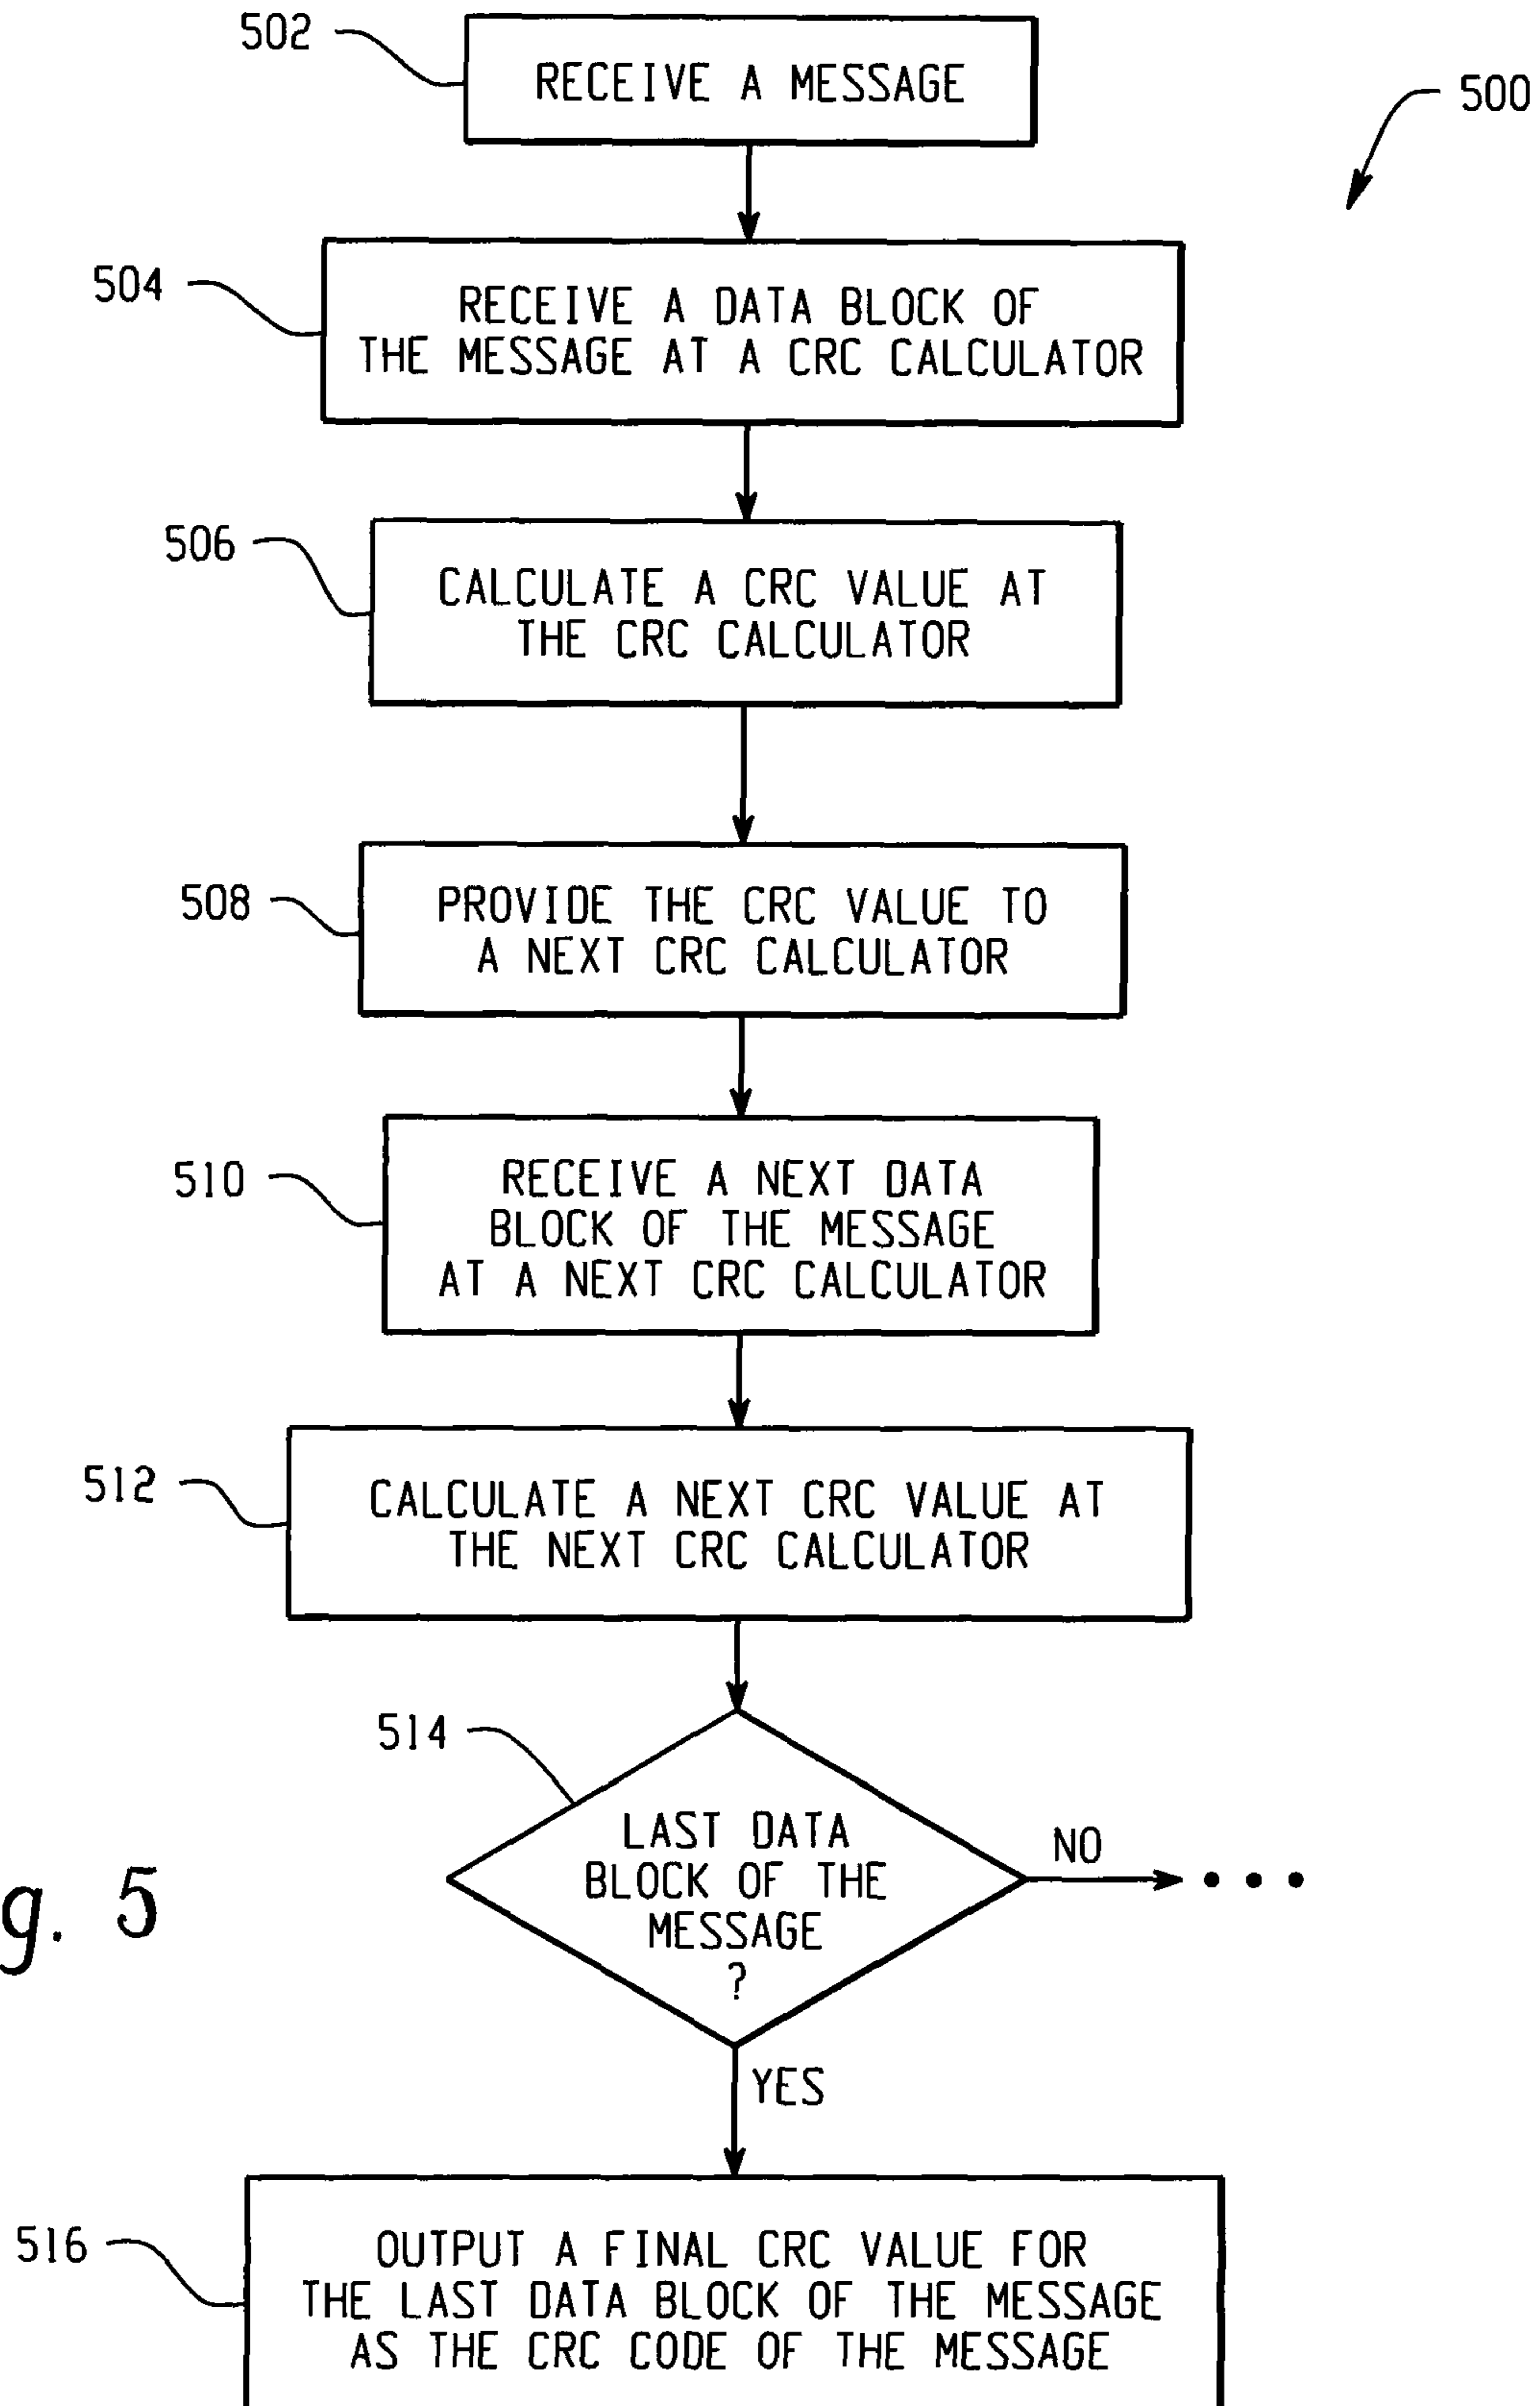 502
RECEIVE A MESSAGE
500
504
RECEIVE A DATA BLOCK OF
THE MESSAGE AT A CRC CALCULATOR
506
CALCULATE A CRC VALUE AT
THE CRC CALCULATOR
508
PROVIDE THE CRC VALUE TO
A NEXT CRC CALCULATOR
510
RECEIVE A NEXT DATA
BLOCK OF THE MESSAGE
AT A NEXT CRC CALCULATOR
512
CALCULATE A NEXT CRC VALUE AT
THE NEXT CRC CALCULATOR
514
LAST DATA
BLOCK OF THE
MESSAGE
?
NO
g. 5
YES
516
OUTPUT A FINAL CRC VALUE FOR
THE LAST DATA BLOCK OF THE MESSAGE
AS THE CRC CODE OF THE MESSAGE